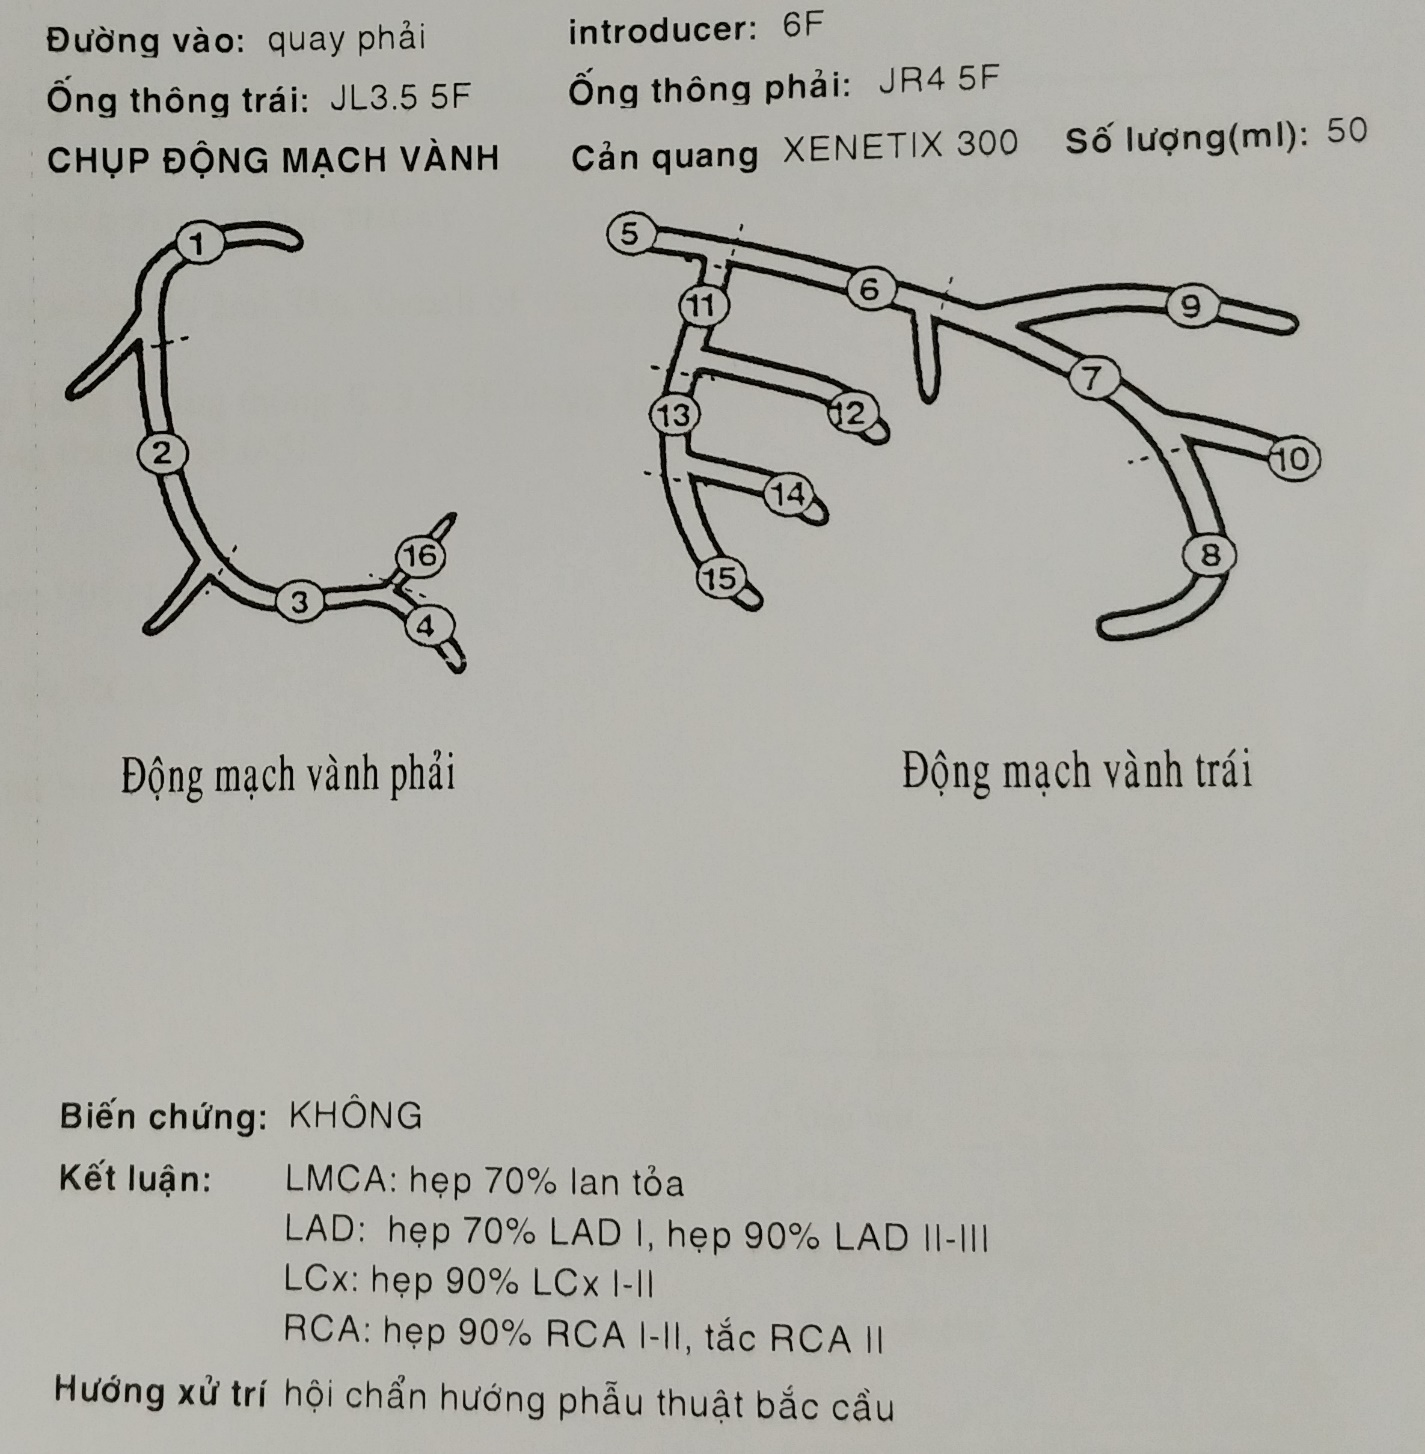 Đường vào: quay phải introducer: 6F
Ống thông trái: JL3.5 5F Ống thông phải: JR4 5F
CHỤP ĐỘNG MẠCH VÀNH Cản quang XENETIX 300 Số lượng(ml): 50
1
2
3
16
4
5
6
11
9
7
13
12
10
14
8
15
Động mạch vành phải Động mạch vành trái
Biến chứng: KHÔNG
Kết luận: LMCA: hẹp 70% lan tỏa
LAD: hẹp 70% LAD I, hẹp 90% LAD II-III
LCx: hẹp 90% LCx I-II
RCA: hẹp 90% RCA I-II, tắc RCA II
Hướng xử trí hội chẩn hướng phẫu thuật bắc cầu